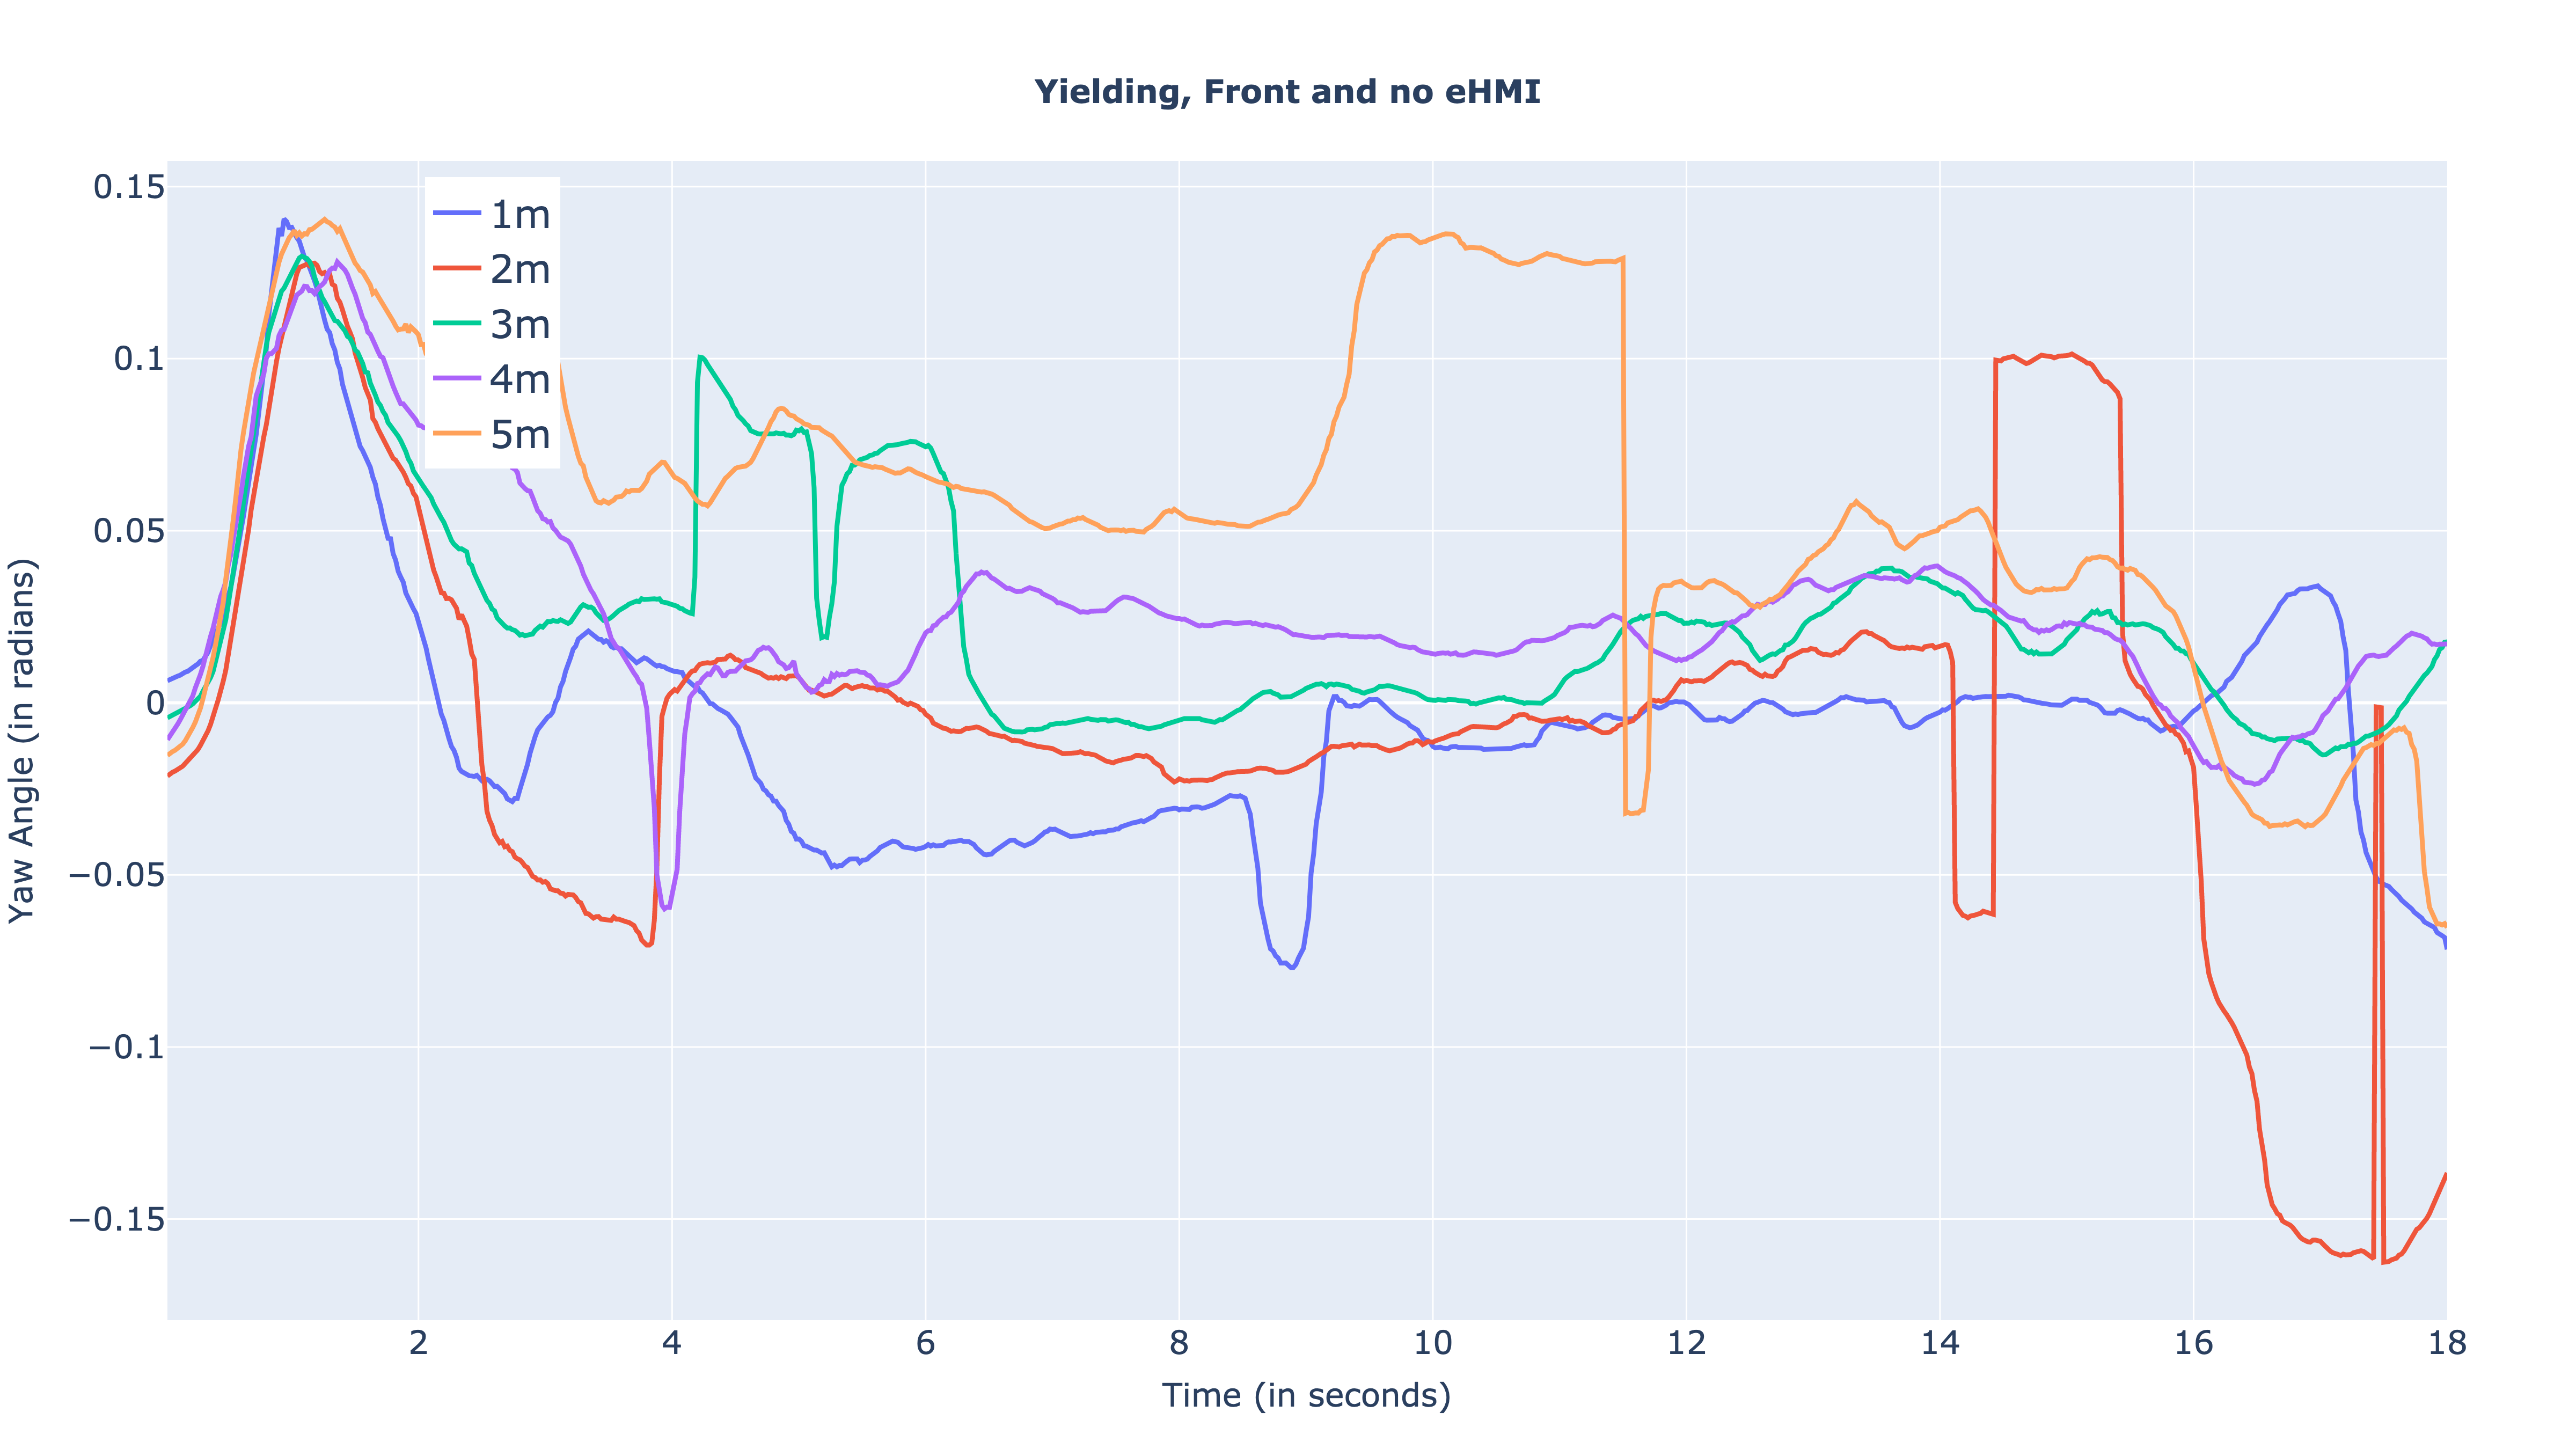 Yielding, Front and no eHMI
0.15
0.1
0.05
0
−0.05
−0.1
−0.15
Yaw Angle (in radians)
1m
2m
3m
4m
5m
2 4 6 8 10 12 14 16 18
Time (in seconds)